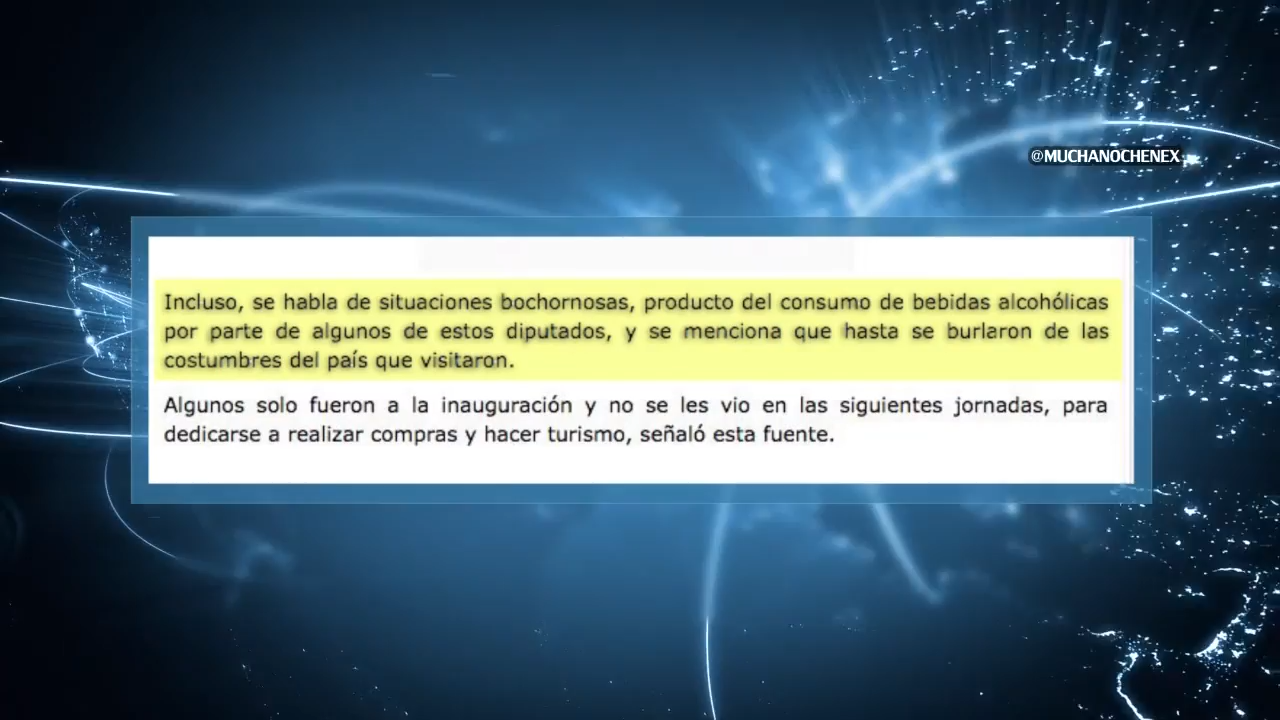 @MUCHANOCHENEX
Incluso, se habla de situaciones bochornosas, producto del consumo de bebidas alcohólicas
por parte de algunos de estos diputados, y se menciona que hasta se burlaron de las
costumbres del país que visitaron.
Algunos solo fueron a la inauguración y no se les vio en las siguientes jornadas, para
dedicarse a realizar compras y hacer turismo, señaló esta fuente.